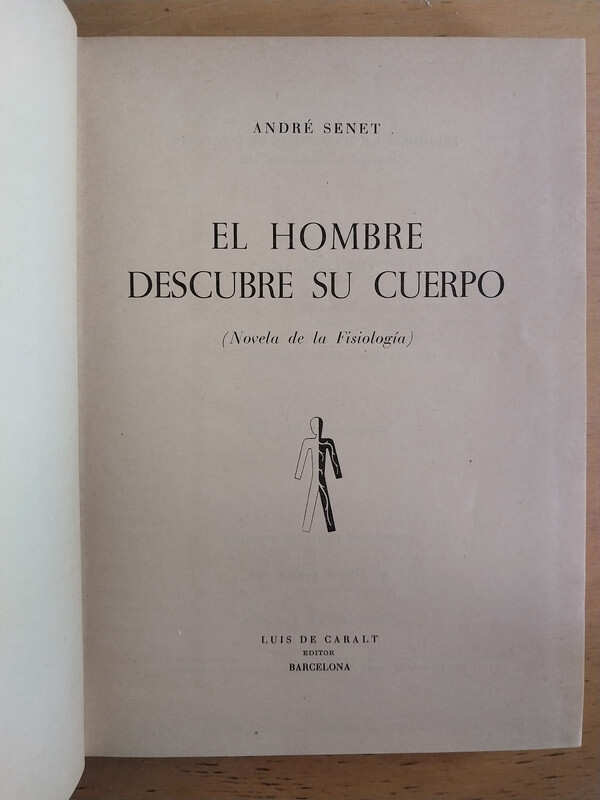 ANDRÉ SENET
EL HOMBRE
DESCUBRE SU CUERPO
(Novela de la Fisiología)
LUIS DE CARALT
EDITOR
BARCELONA